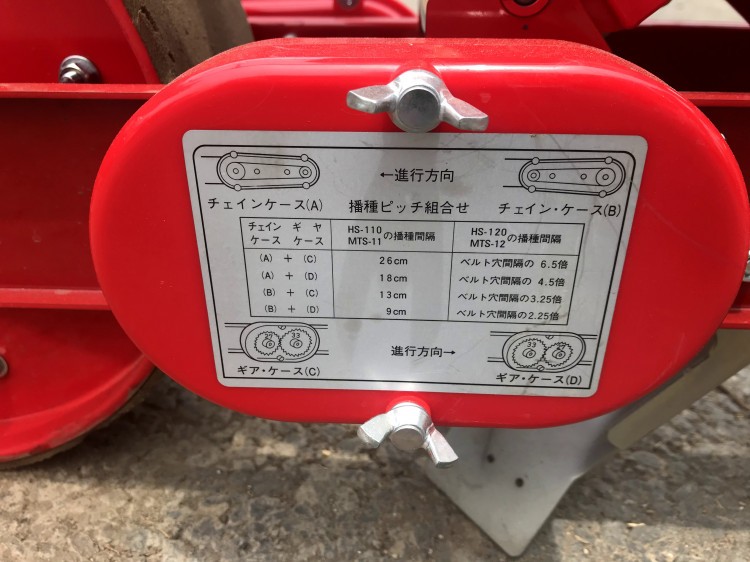 ←進行方向
チェインケース(A) 播種ピッチ組合せ チェイン・ケース(B)
チェイン ギヤ HS-110 の播種間隔 HS-120 の播種間隔
ケース ケース MTS-11 MTS-12
(A) + (C) 26cm ベルト穴間隔の 6.5倍
(A) + (D) 18cm ベルト穴間隔の 4.5倍
(B) + (C) 13cm ベルト穴間隔の3.25倍
(B) + (D) 9cm ベルト穴間隔の2.25倍
27 33 進行方向→ 33 27
ギア・ケース(C) ギア・ケース(D)